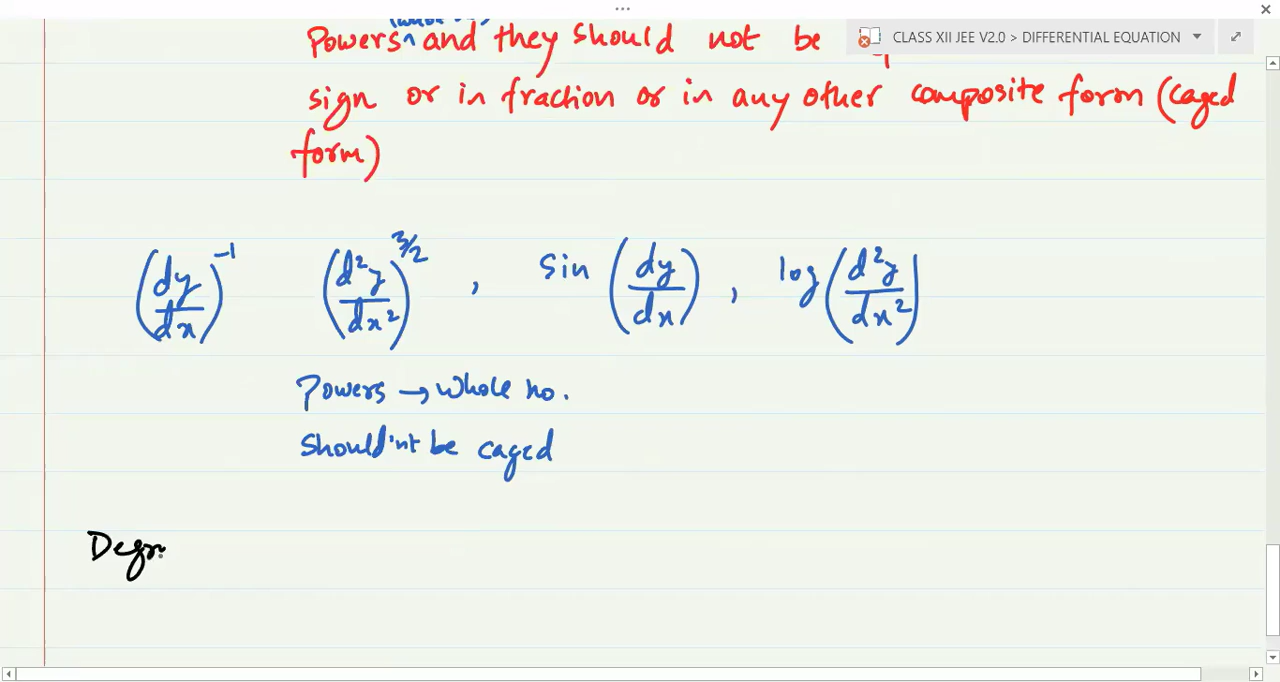 CLASS XII JEE V2.0 > DIFFERENTIAL EQUATION
Powers ^ and they should not be
sign or in fraction or in any other composite form (caged
form)
(dy/dx)^-1 (d²y/dx²)^3/2 , sin (dy/dx) , log (d²y/dx²)
Powers → whole no.
Should'nt be caged
Degr